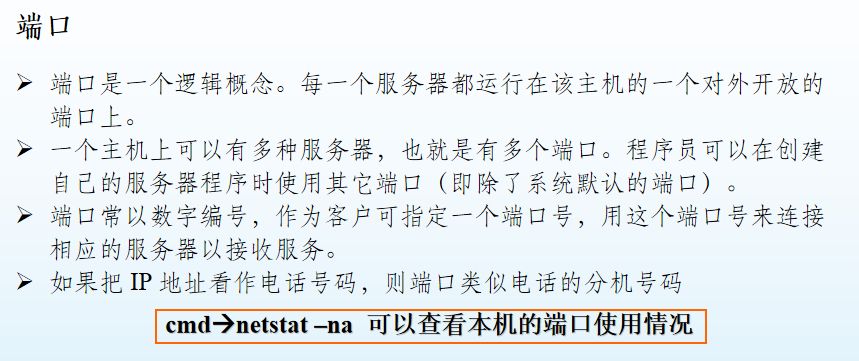 端口
➢ 端口是一个逻辑概念。每一个服务器都运行在该主机的一个对外开放的
端口上。
➢ 一个主机上可以有多种服务器，也就是有多个端口。程序员可以在创建
自己的服务器程序时使用其它端口（即除了系统默认的端口）。
➢ 端口常以数字编号，作为客户可指定一个端口号，用这个端口号来连接
相应的服务器以接收服务。
➢ 如果把 IP 地址看作电话号码，则端口类似电话的分机号码
cmd→netstat –na 可以查看本机的端口使用情况